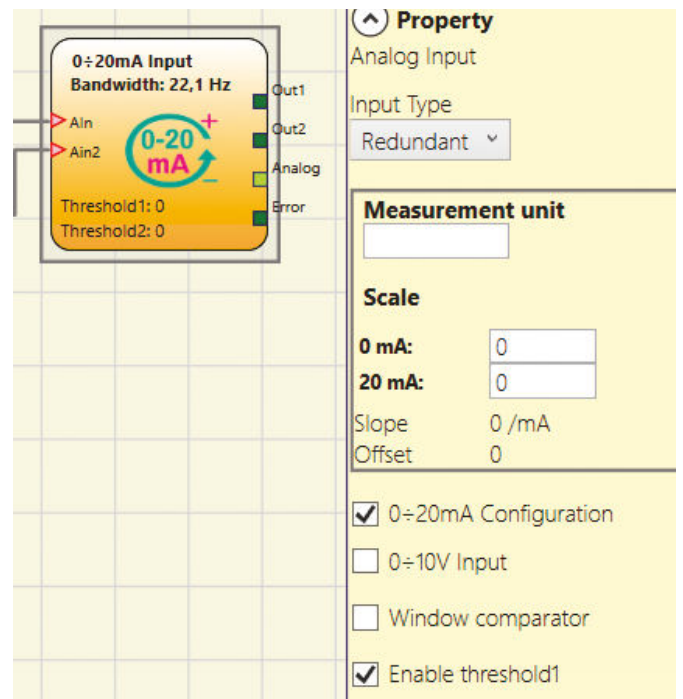 0÷20mA Input
Bandwidth: 22,1 Hz
AIn
Ain2
0-20
mA
+
−
Out1
Out2
Analog
Error
Threshold1: 0
Threshold2: 0
Property
Analog Input
Input Type
Redundant
Measurement unit
Scale
0 mA: 0
20 mA: 0
Slope 0 /mA
Offset 0
0÷20mA Configuration
0÷10V Input
Window comparator
Enable threshold1